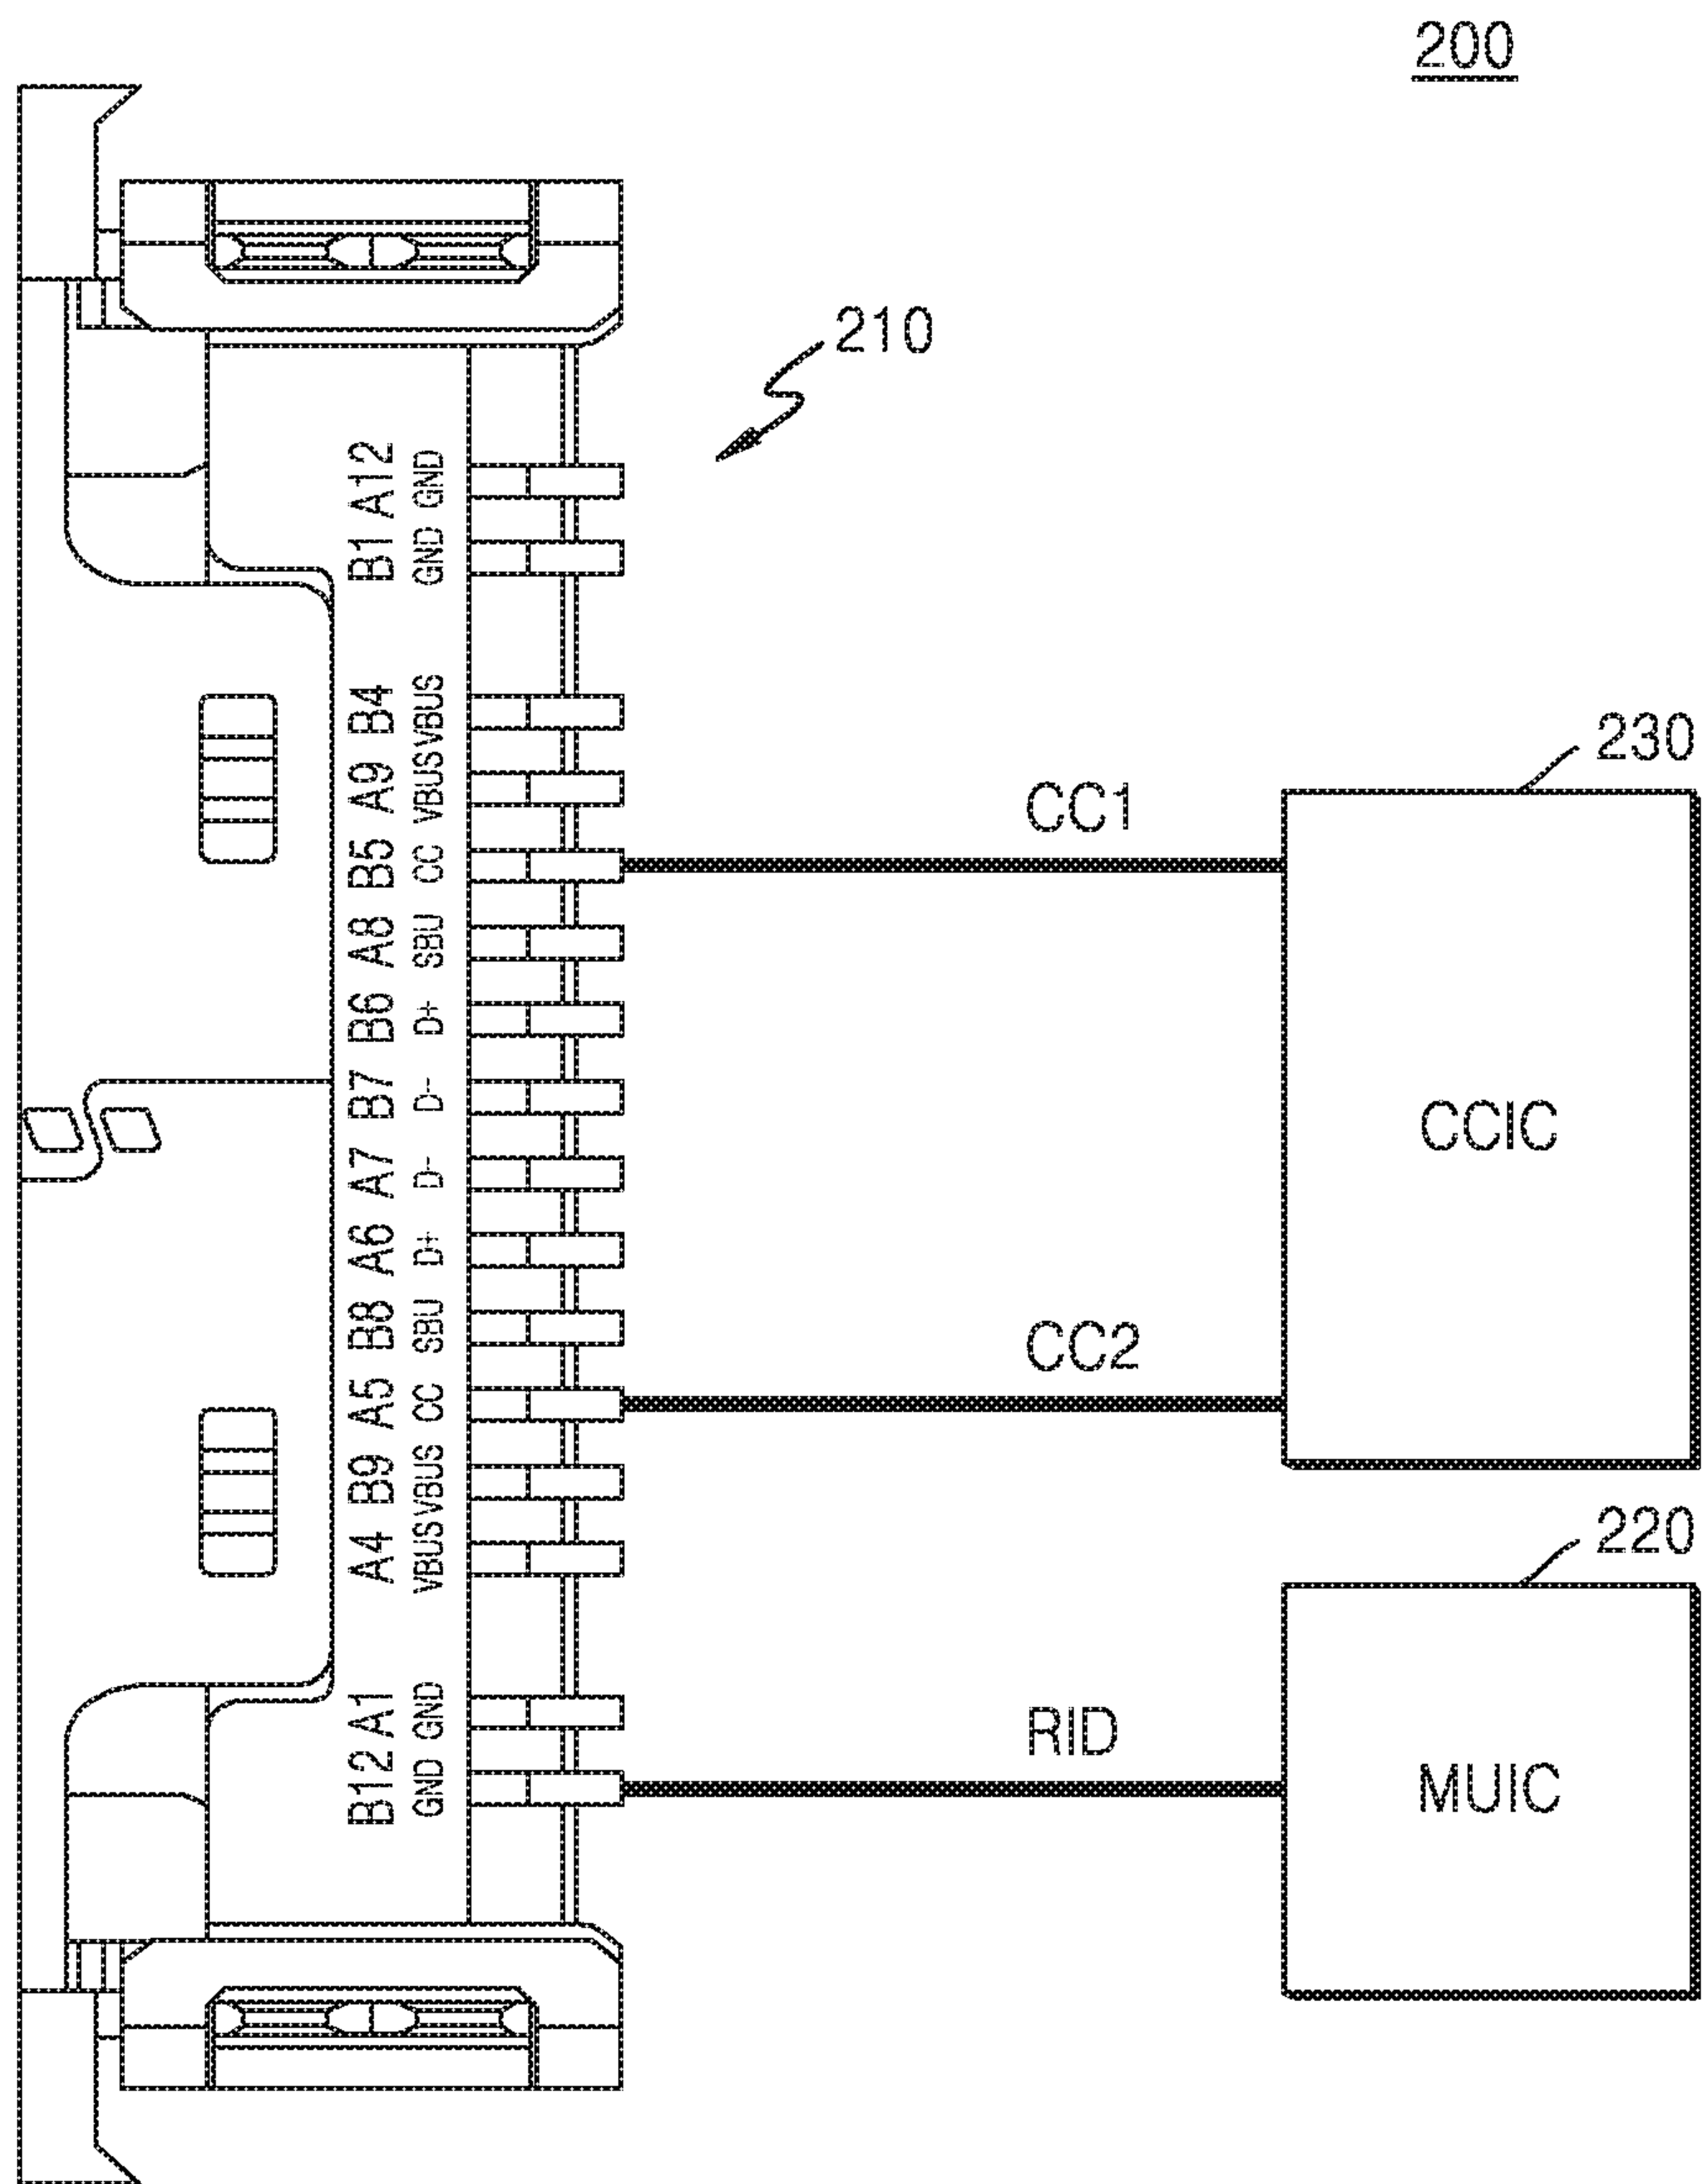 200
210
B1 A12
GND GND
A9 B4
VBUS VBUS
B5
CC
A8
SBU
B6
D+
B7
D-
A7
D-
A6
D+
B8
SBU
A5
CC
A4 B9
VBUS VBUS
B12 A1
GND GND
CC1
230
CCIC
CC2
220
RID
MUIC